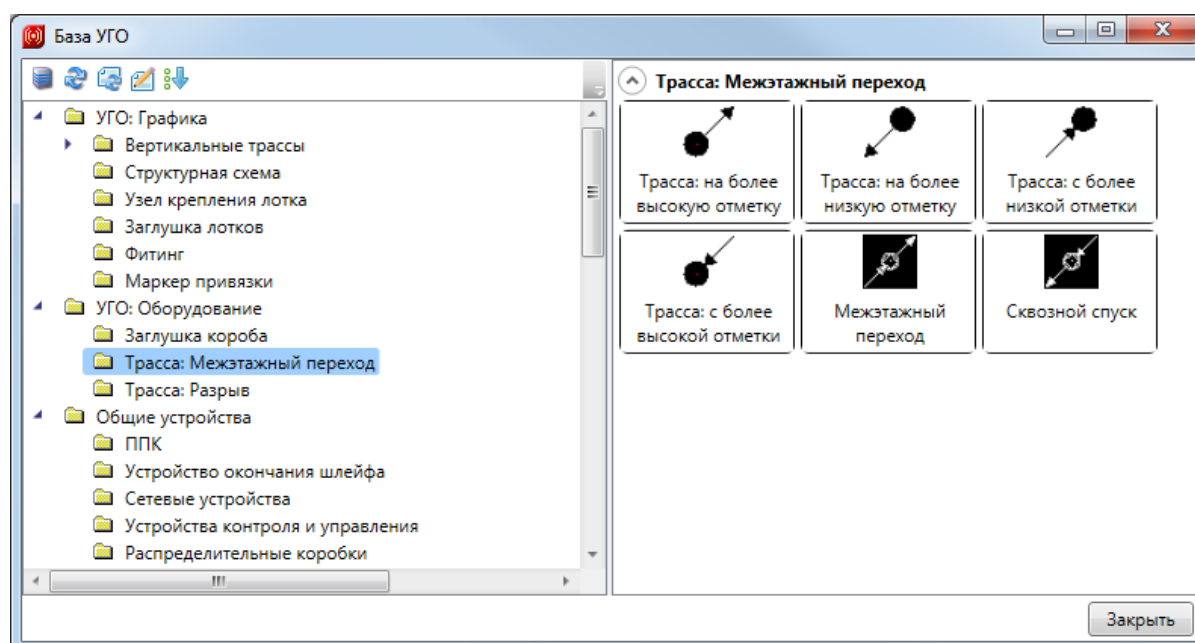 База УГО
УГО: Графика
Вертикальные трассы
Структурная схема
Узел крепления лотка
Заглушка лотков
Фитинг
Маркер привязки
УГО: Оборудование
Заглушка короба
Трасса: Межэтажный переход
Трасса: Разрыв
Общие устройства
ППК
Устройство окончания шлейфа
Сетевые устройства
Устройства контроля и управления
Распределительные коробки
Трасса: Межэтажный переход
Трасса: на более
высокую отметку
Трасса: на более
низкую отметку
Трасса: с более
низкой отметки
Трасса: с более
высокой отметки
Межэтажный
переход
Сквозной спуск
Закрыть